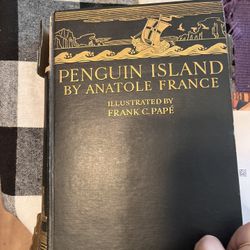 PENGUIN ISLAND
BY ANATOLE FRANCE
ILLUSTRATED BY
FRANK C. PAPÉ